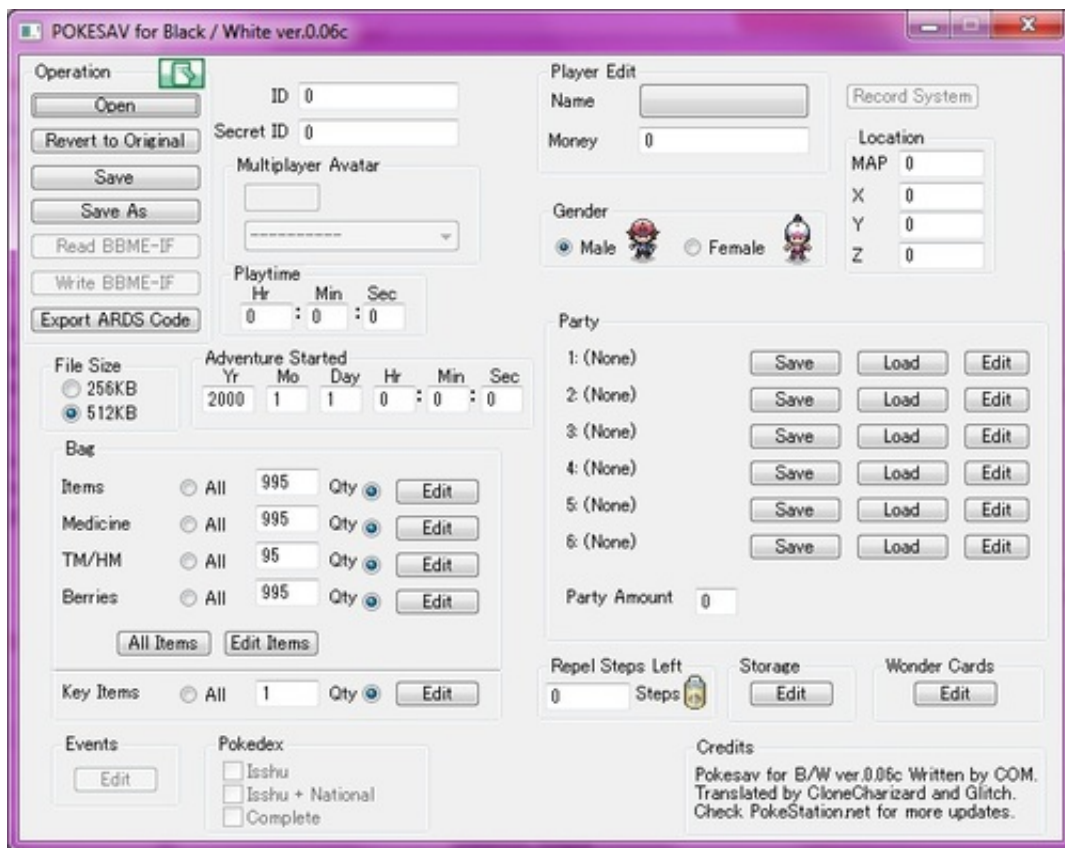 POKESAV for Black / White ver.0.06c
Operation
Open
Revert to Original
Save
Save As
Read BBME-IF
Write BBME-IF
Export ARDS Code
ID 0
Secret ID 0
Multiplayer Avatar
----------
Playtime
Hr Min Sec
0 : 0 : 0
Player Edit
Name
Money 0
Gender
Male Female
Record System
Location
MAP 0
X 0
Y 0
Z 0
File Size
256KB
512KB
Adventure Started
Yr Mo Day Hr Min Sec
2000 1 1 0 : 0 : 0
Bag
Items All 995 Qty Edit
Medicine All 995 Qty Edit
TM/HM All 95 Qty Edit
Berries All 995 Qty Edit
All Items Edit Items
Key Items All 1 Qty Edit
Party
1: (None) Save Load Edit
2: (None) Save Load Edit
3: (None) Save Load Edit
4: (None) Save Load Edit
5: (None) Save Load Edit
6: (None) Save Load Edit
Party Amount 0
Repel Steps Left
0 Steps
Storage
Edit
Wonder Cards
Edit
Events
Edit
Pokedex
Isshu
Isshu + National
Complete
Credits
Pokesav for B/W ver.0.06c Written by COM.
Translated by CloneCharizard and Glitch.
Check PokeStation.net for more updates.